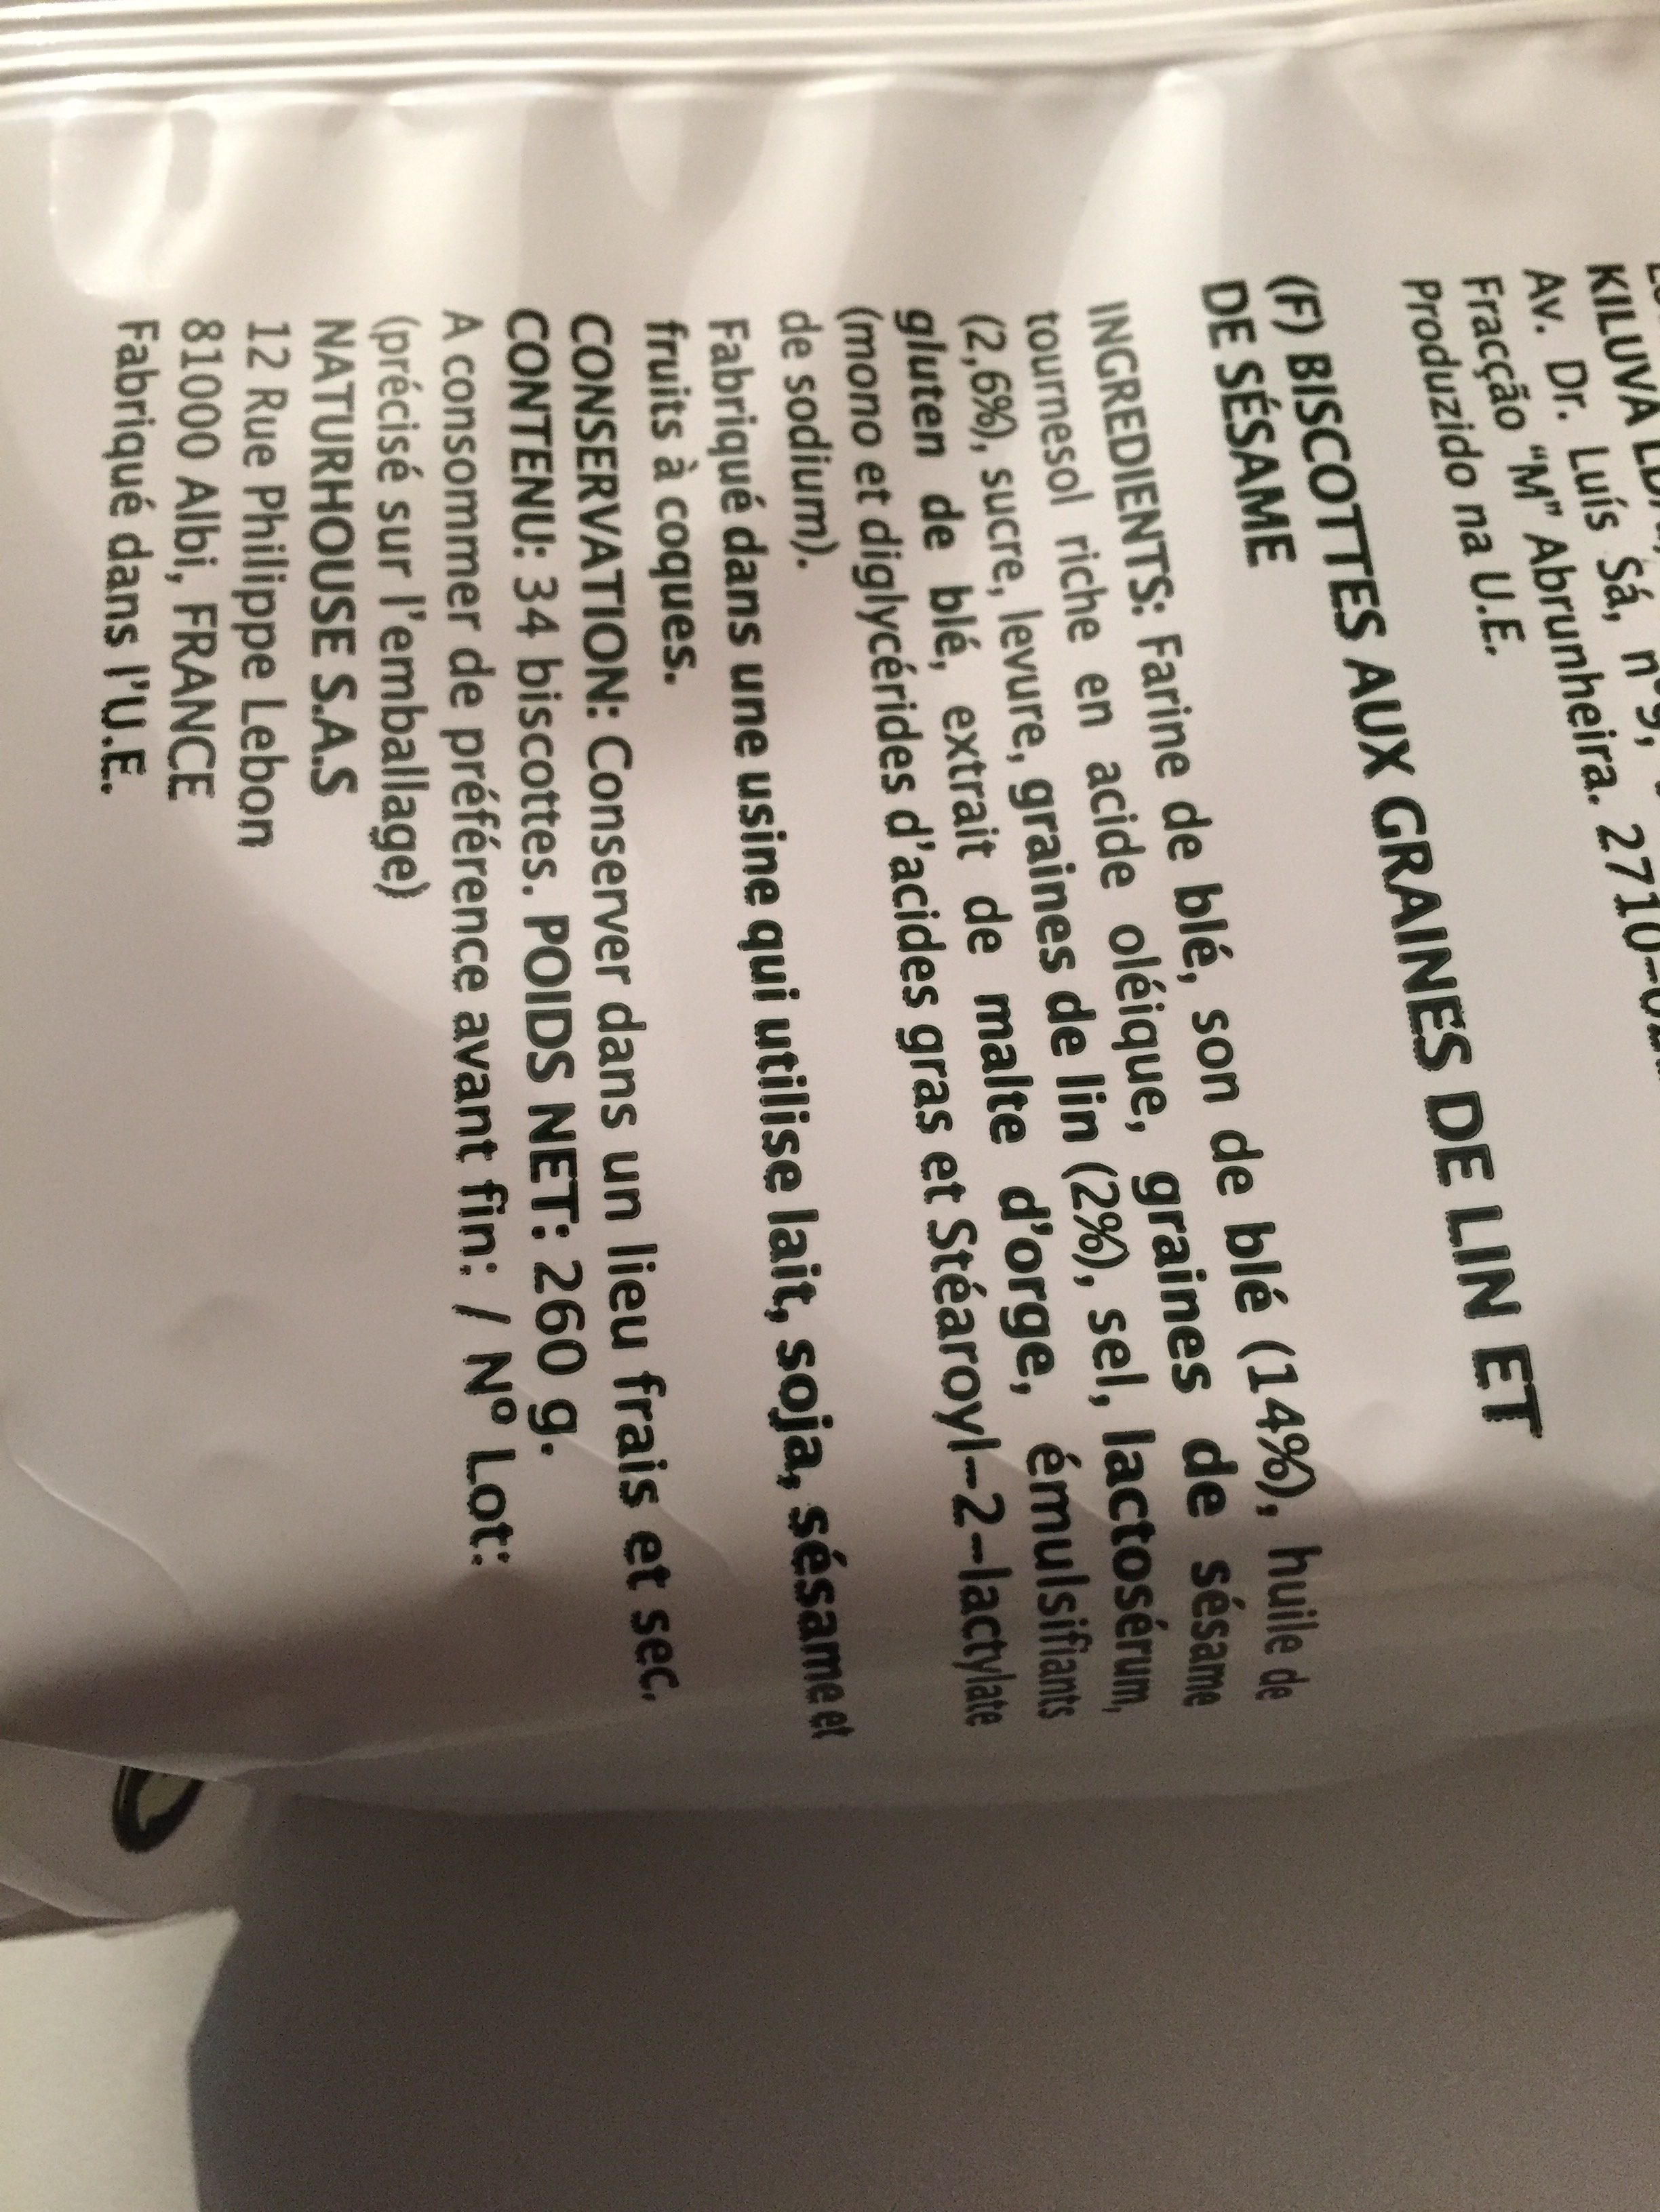 KILUVA
Av. Dr. Luís Sá, nº9,
Fracção "M" Abrunheira. 2710-
Produzido na U.E.
(F) BISCOTTES AUX GRAINES DE LIN ET
DE SÉSAME
INGREDIENTS: Farine de blé, son de blé (14%), huile de
tournesol riche en acide oléique, graines de sésame
(2,6%), sucre, levure, graines de lin (2%), sel, lactosérum,
gluten de blé, extrait de malte d'orge, émulsifiants
(mono et diglycérides d'acides gras et Stéaroyl-2-lactylate
de sodium).
Fabriqué dans une usine qui utilise lait, soja, sésame et
fruits à coques.
CONSERVATION: Conserver dans un lieu frais et sec.
CONTENU: 34 biscottes. POIDS NET: 260 g.
A consommer de préférence avant fin: / Nº Lot:
(précisé sur l'emballage)
NATURHOUSE S.A.S
12 Rue Philippe Lebon
81000 Albi, FRANCE
Fabriqué dans l'U.E.